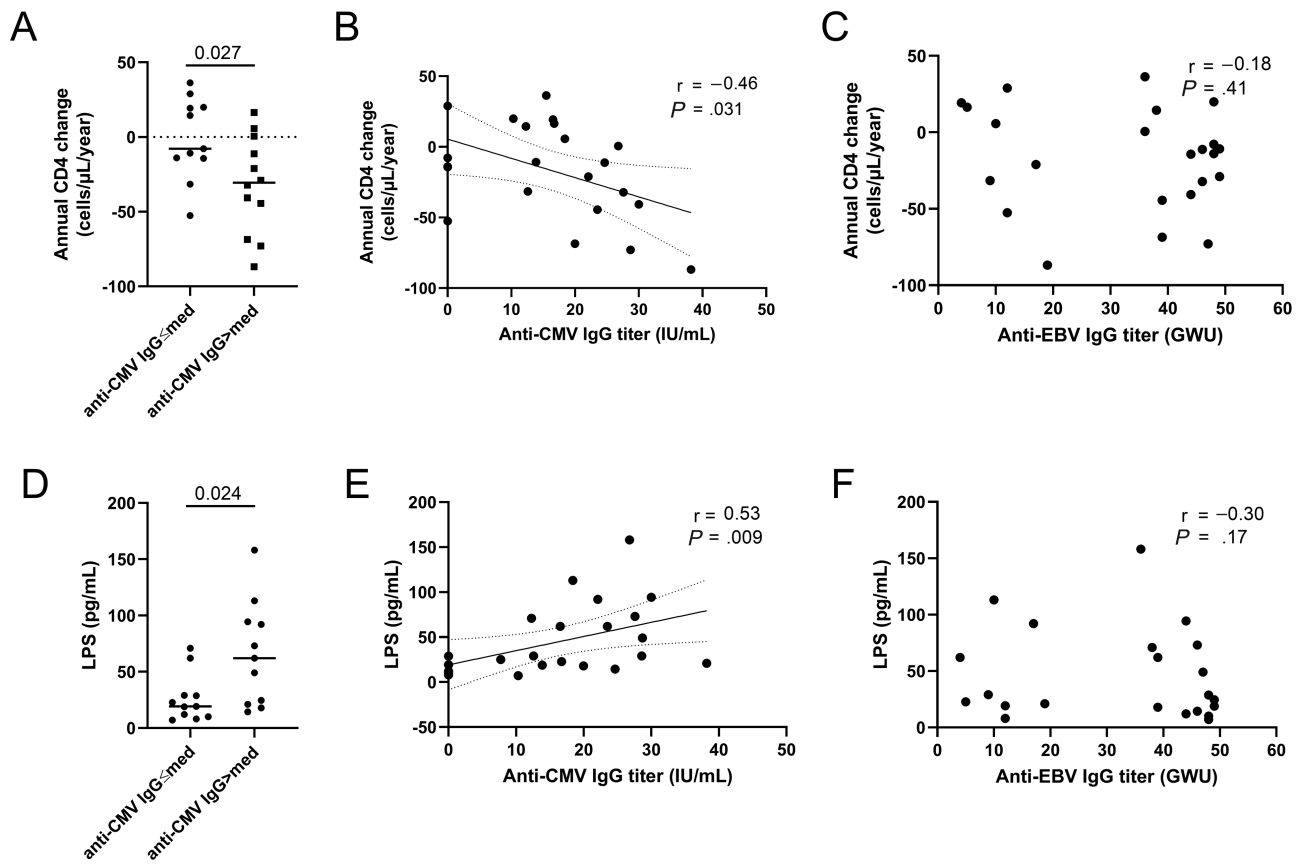 A
0.027
50
0
-50
-100
Annual CD4 change
(cells/µL/year)
anti-CMV IgG≤med
anti-CMV IgG>med
B
r = −0.46
P = .031
50
0
-50
-100
Annual CD4 change
(cells/µL/year)
0 10 20 30 40 50
Anti-CMV IgG titer (IU/mL)
C
r = −0.18
P = .41
50
0
-50
-100
Annual CD4 change
(cells/µL/year)
0 10 20 30 40 50 60
Anti-EBV IgG titer (GWU)
D
0.024
200
150
100
50
0
LPS (pg/mL)
anti-CMV IgG≤med
anti-CMV IgG>med
E
r = 0.53
P = .009
200
150
100
50
0
-50
LPS (pg/mL)
0 10 20 30 40 50
Anti-CMV IgG titer (IU/mL)
F
r = −0.30
P = .17
200
150
100
50
0
LPS (pg/mL)
0 10 20 30 40 50 60
Anti-EBV IgG titer (GWU)